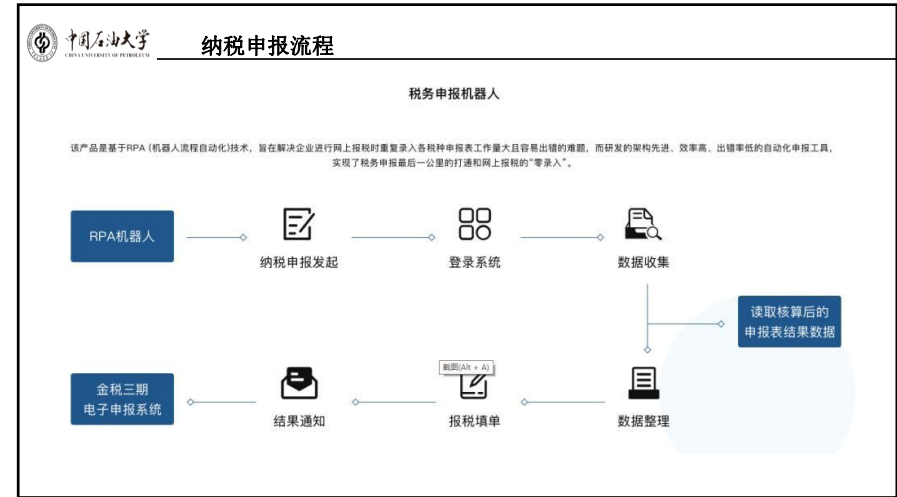 中国石油大学
CHINA UNIVERSITY OF PETROLEUM
纳税申报流程
税务申报机器人
该产品是基于RPA (机器人流程自动化)技术，旨在解决企业进行网上报税时重复录入各税种申报表工作量大且容易出错的难题，而研发的架构先进、效率高、出错率低的自动化申报工具，
实现了税务申报最后一公里的打通和网上报税的“零录入”。
RPA机器人
纳税申报发起
登录系统
数据收集
读取核算后的
申报表结果数据
金税三期
电子申报系统
结果通知
截图(Alt + A)
报税填单
数据整理